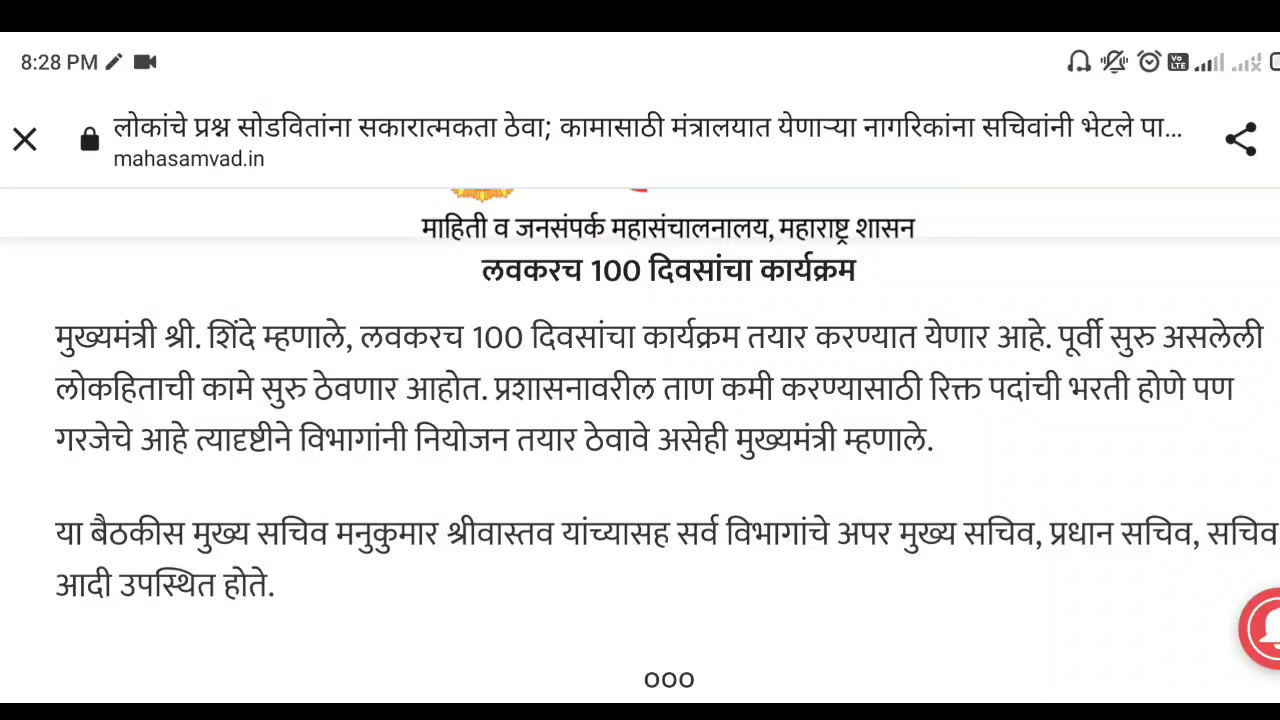 8:28 PM
Vo LTE
लोकांचे प्रश्न सोडवितांना सकारात्मकता ठेवा; कामासाठी मंत्रालयात येणाऱ्या नागरिकांना सचिवांनी भेटले पा...
mahasamvad.in
माहिती व जनसंपर्क महासंचालनालय, महाराष्ट्र शासन
लवकरच 100 दिवसांचा कार्यक्रम
मुख्यमंत्री श्री. शिंदे म्हणाले, लवकरच 100 दिवसांचा कार्यक्रम तयार करण्यात येणार आहे. पूर्वी सुरु असलेली
लोकहिताची कामे सुरु ठेवणार आहोत. प्रशासनावरील ताण कमी करण्यासाठी रिक्त पदांची भरती होणे पण
गरजेचे आहे त्यादृष्टीने विभागांनी नियोजन तयार ठेवावे असेही मुख्यमंत्री म्हणाले.
या बैठकीस मुख्य सचिव मनुकुमार श्रीवास्तव यांच्यासह सर्व विभागांचे अपर मुख्य सचिव, प्रधान सचिव, सचिव
आदी उपस्थित होते.
000